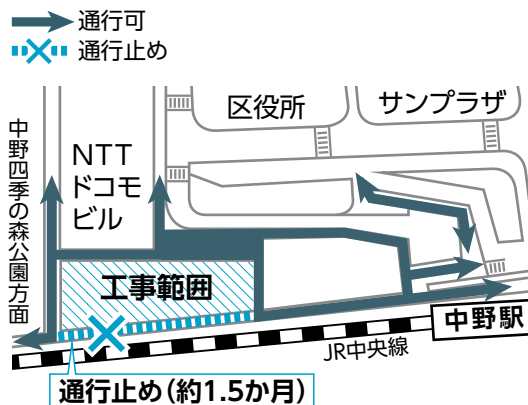 通行可
通行止め
区役所
サンプラザ
中野四季の森公園方面
NTT
ドコモ
ビル
工事範囲
中野駅
JR中央線
通行止め(約1.5か月)